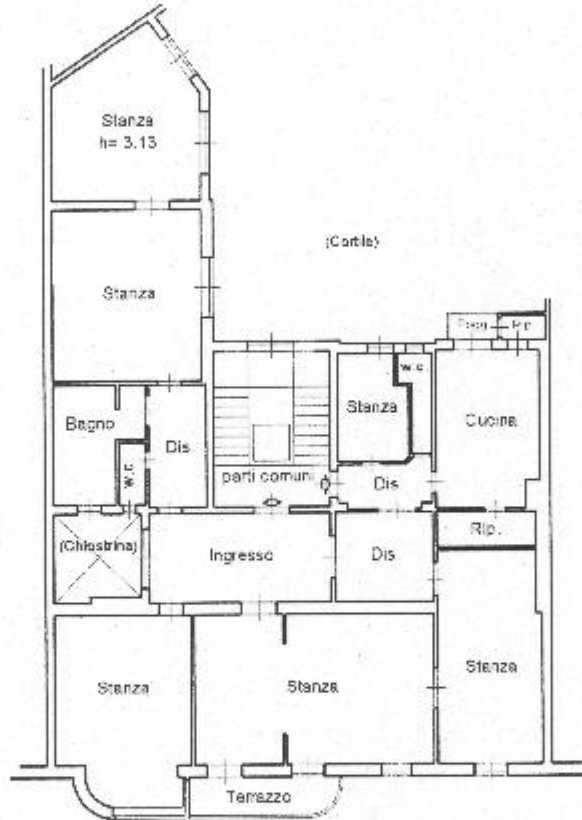 Stanza
h= 3.13
(Cortile)
Stanza
Rip.
w.c.
Stanza
Bagno
Cucina
Dis
w.c.
parti comuni
Dis
Rip.
(Chiostrina)
Ingresso
Dis
Stanza
Stanza
Stanza
Terrazzo